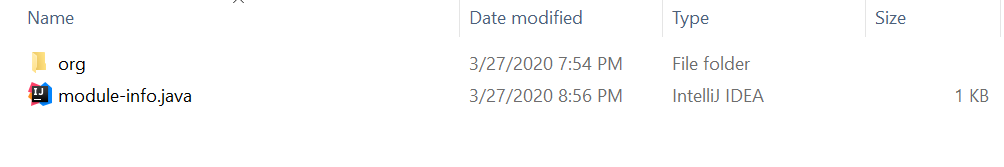 Name Date modified Type Size
org 3/27/2020 7:54 PM File folder
module-info.java 3/27/2020 8:56 PM IntelliJ IDEA 1 KB